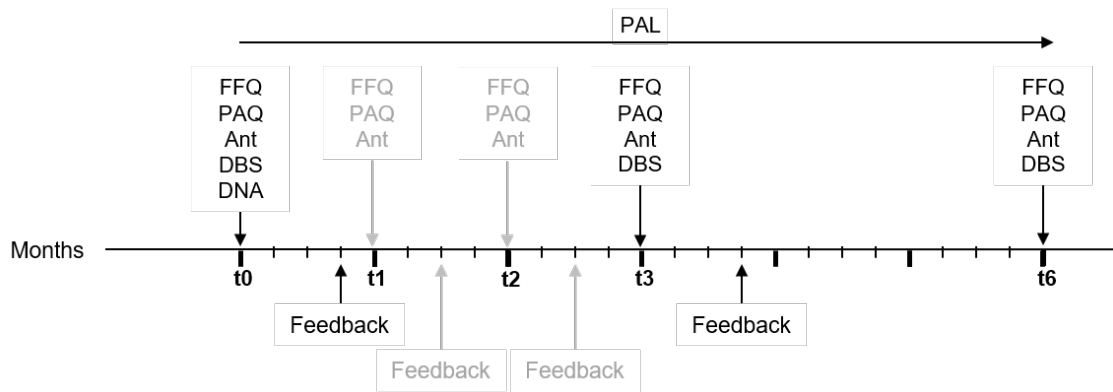 PAL
FFQ
PAQ
Ant
DBS
DNA
FFQ
PAQ
Ant
FFQ
PAQ
Ant
FFQ
PAQ
Ant
DBS
FFQ
PAQ
Ant
DBS
Months
t0
t1
t2
t3
t6
Feedback
Feedback
Feedback
Feedback